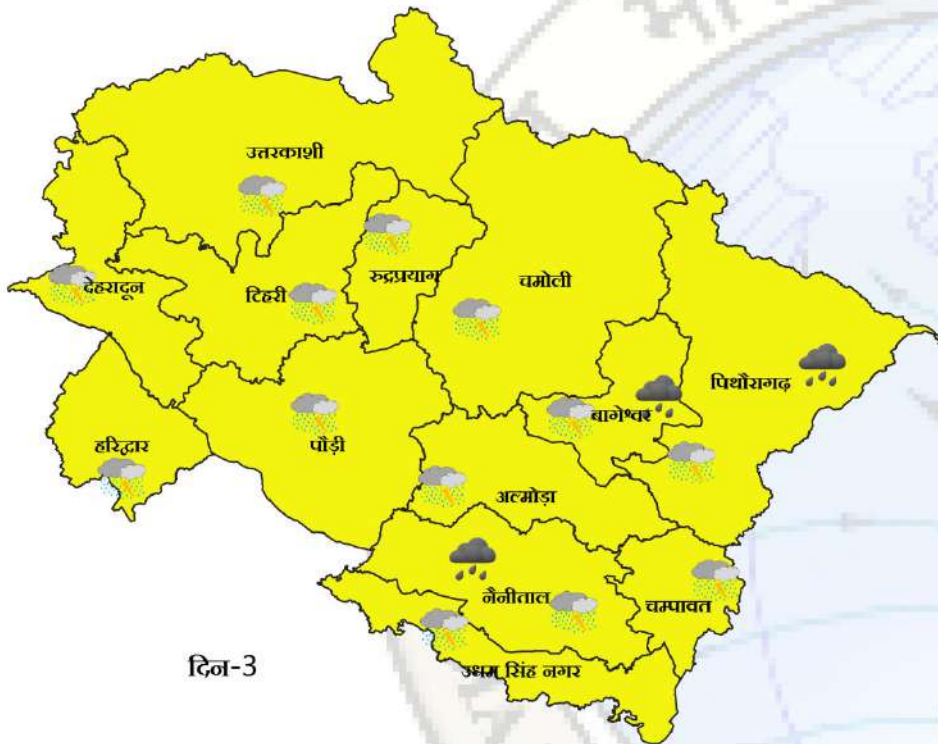 उत्तरकाशी
देहरादून
टिहरी
रुद्रप्रयाग
चमोली
पिथौरागढ़
बागेश्वर
हरिद्वार
पौड़ी
अल्मोड़ा
नैनीताल
चम्पावत
उधम सिंह नगर
दिन-3